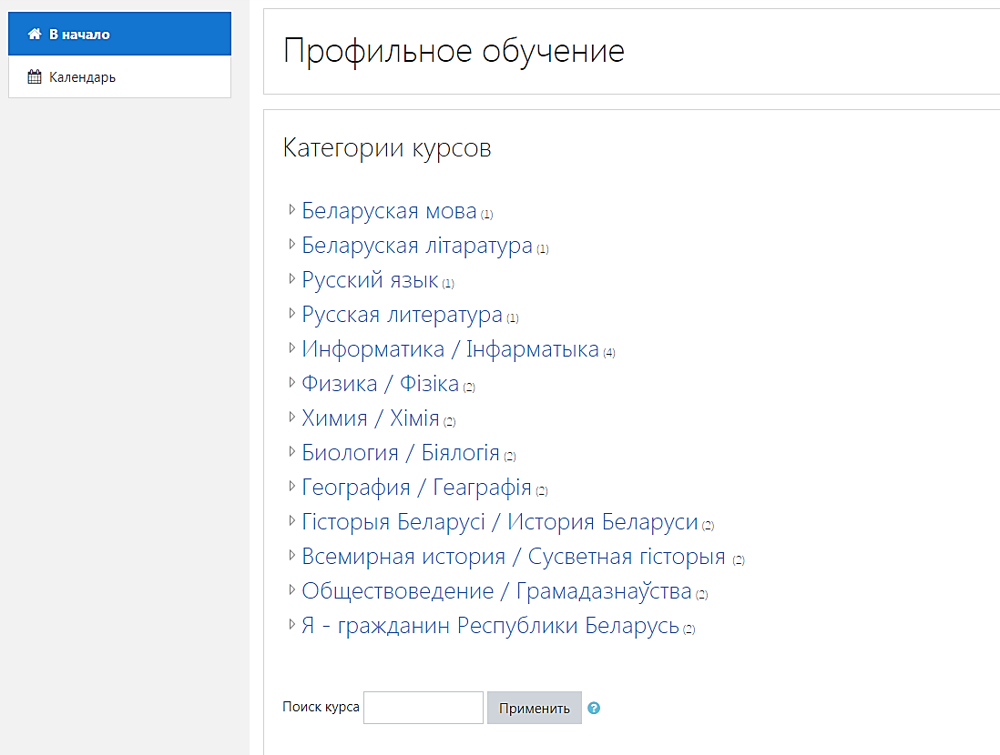 В начало
Календарь
Профильное обучение
Категории курсов
Беларуская мова (1)
Беларуская літаратура (1)
Русский язык (1)
Русская литература (1)
Информатика / Інфарматыка (4)
Физика / Фізіка (2)
Химия / Хімія (2)
Биология / Біялогія (2)
География / Геаграфія (2)
Гісторыя Беларусі / История Беларуси (2)
Всемирная история / Сусветная гісторыя (2)
Обществоведение / Грамадазнаўства (2)
Я - гражданин Республики Беларусь (2)
Поиск курса Применить ?